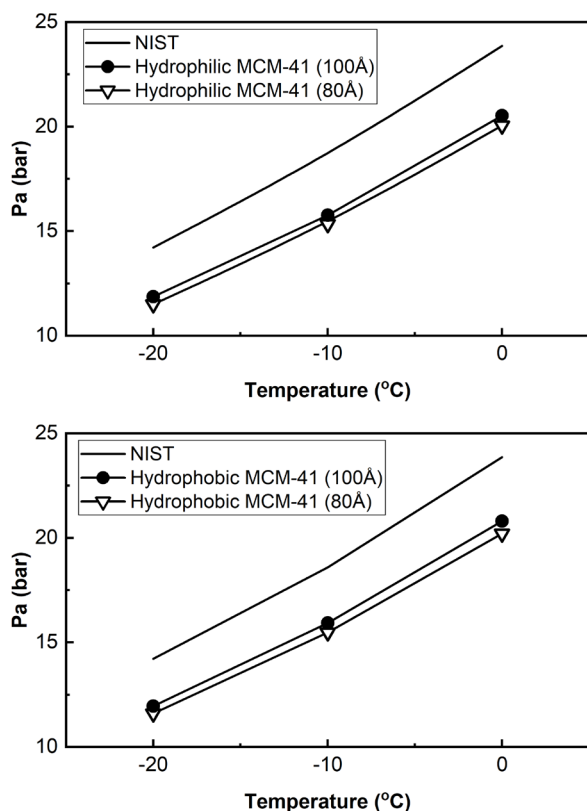 25
NIST
Hydrophilic MCM-41 (100Å)
Hydrophilic MCM-41 (80Å)
20
Pa (bar)
15
10
-20 -10 0
Temperature (°C)
25
NIST
Hydrophobic MCM-41 (100Å)
Hydrophobic MCM-41 (80Å)
20
Pa (bar)
15
10
-20 -10 0
Temperature (°C)